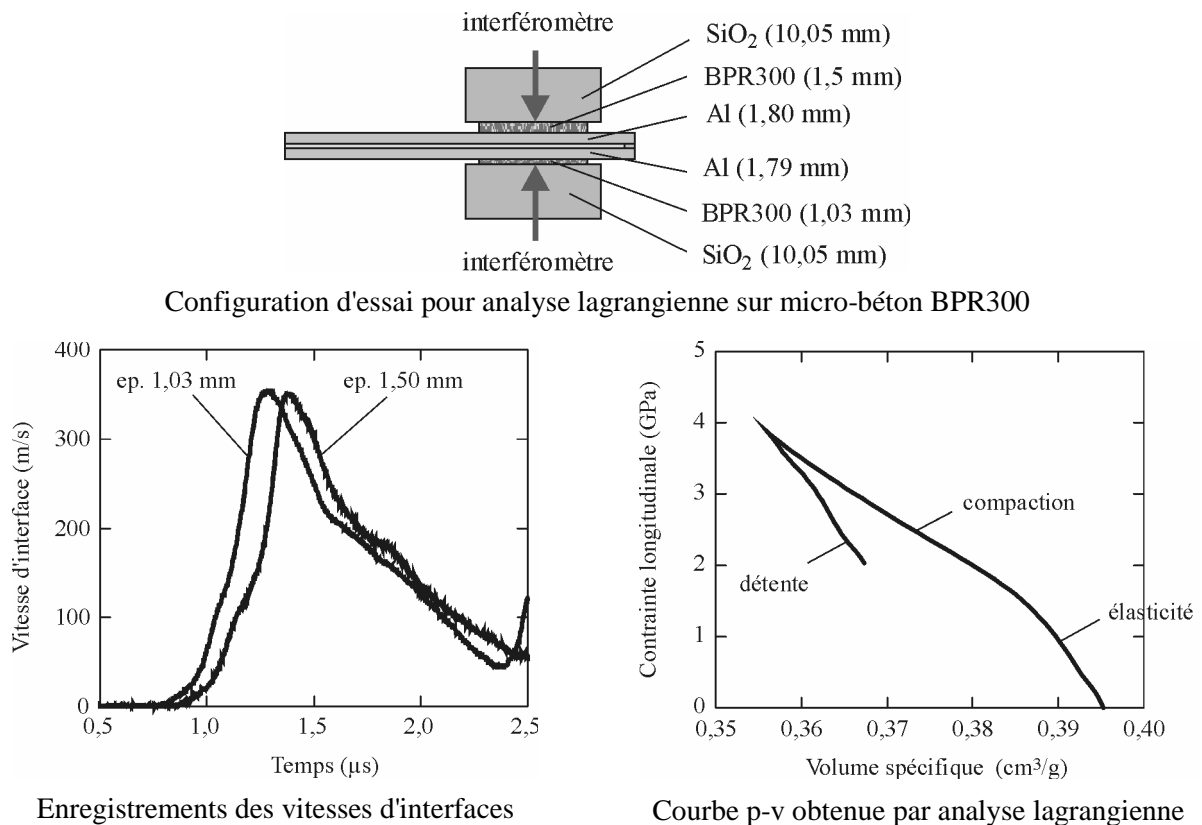 interféromètre
SiO2 (10,05 mm)
BPR300 (1,5 mm)
Al (1,80 mm)
Al (1,79 mm)
BPR300 (1,03 mm)
SiO2 (10,05 mm)
interféromètre
Configuration d'essai pour analyse lagrangienne sur micro-béton BPR300
400
300
200
100
0
Vitesse d'interface (m/s)
ep. 1,03 mm
ep. 1,50 mm
0,5
1,0
1,5
2,0
2,5
Temps (µs)
Enregistrements des vitesses d'interfaces
5
4
3
2
1
0
Contrainte longitudinale (GPa)
compaction
détente
élasticité
0,35
0,36
0,37
0,38
0,39
0,40
Volume spécifique (cm³/g)
Courbe p-v obtenue par analyse lagrangienne